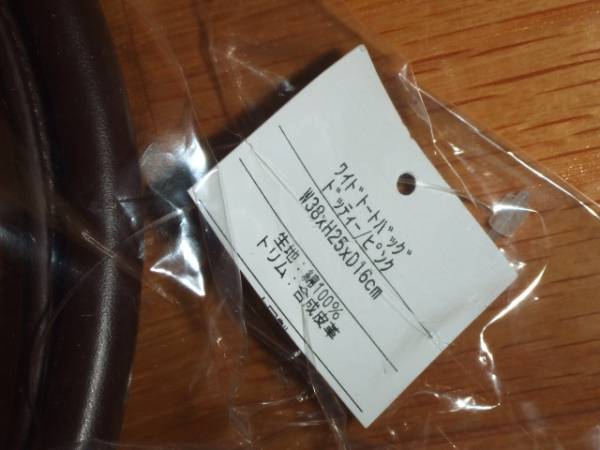 ワイドトートバッグ
ドッティー/ピンク
W38xH25xD16cm
生地：綿100%
トリム：合成皮革